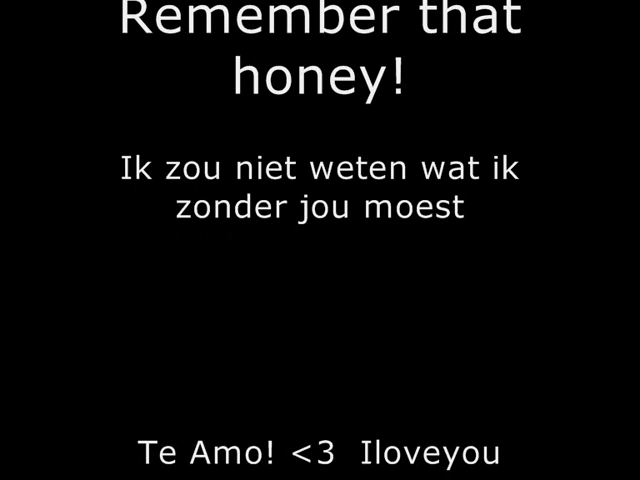 Remember that
honey!
Ik zou niet weten wat ik
zonder jou moest
Te Amo! <3  Iloveyou